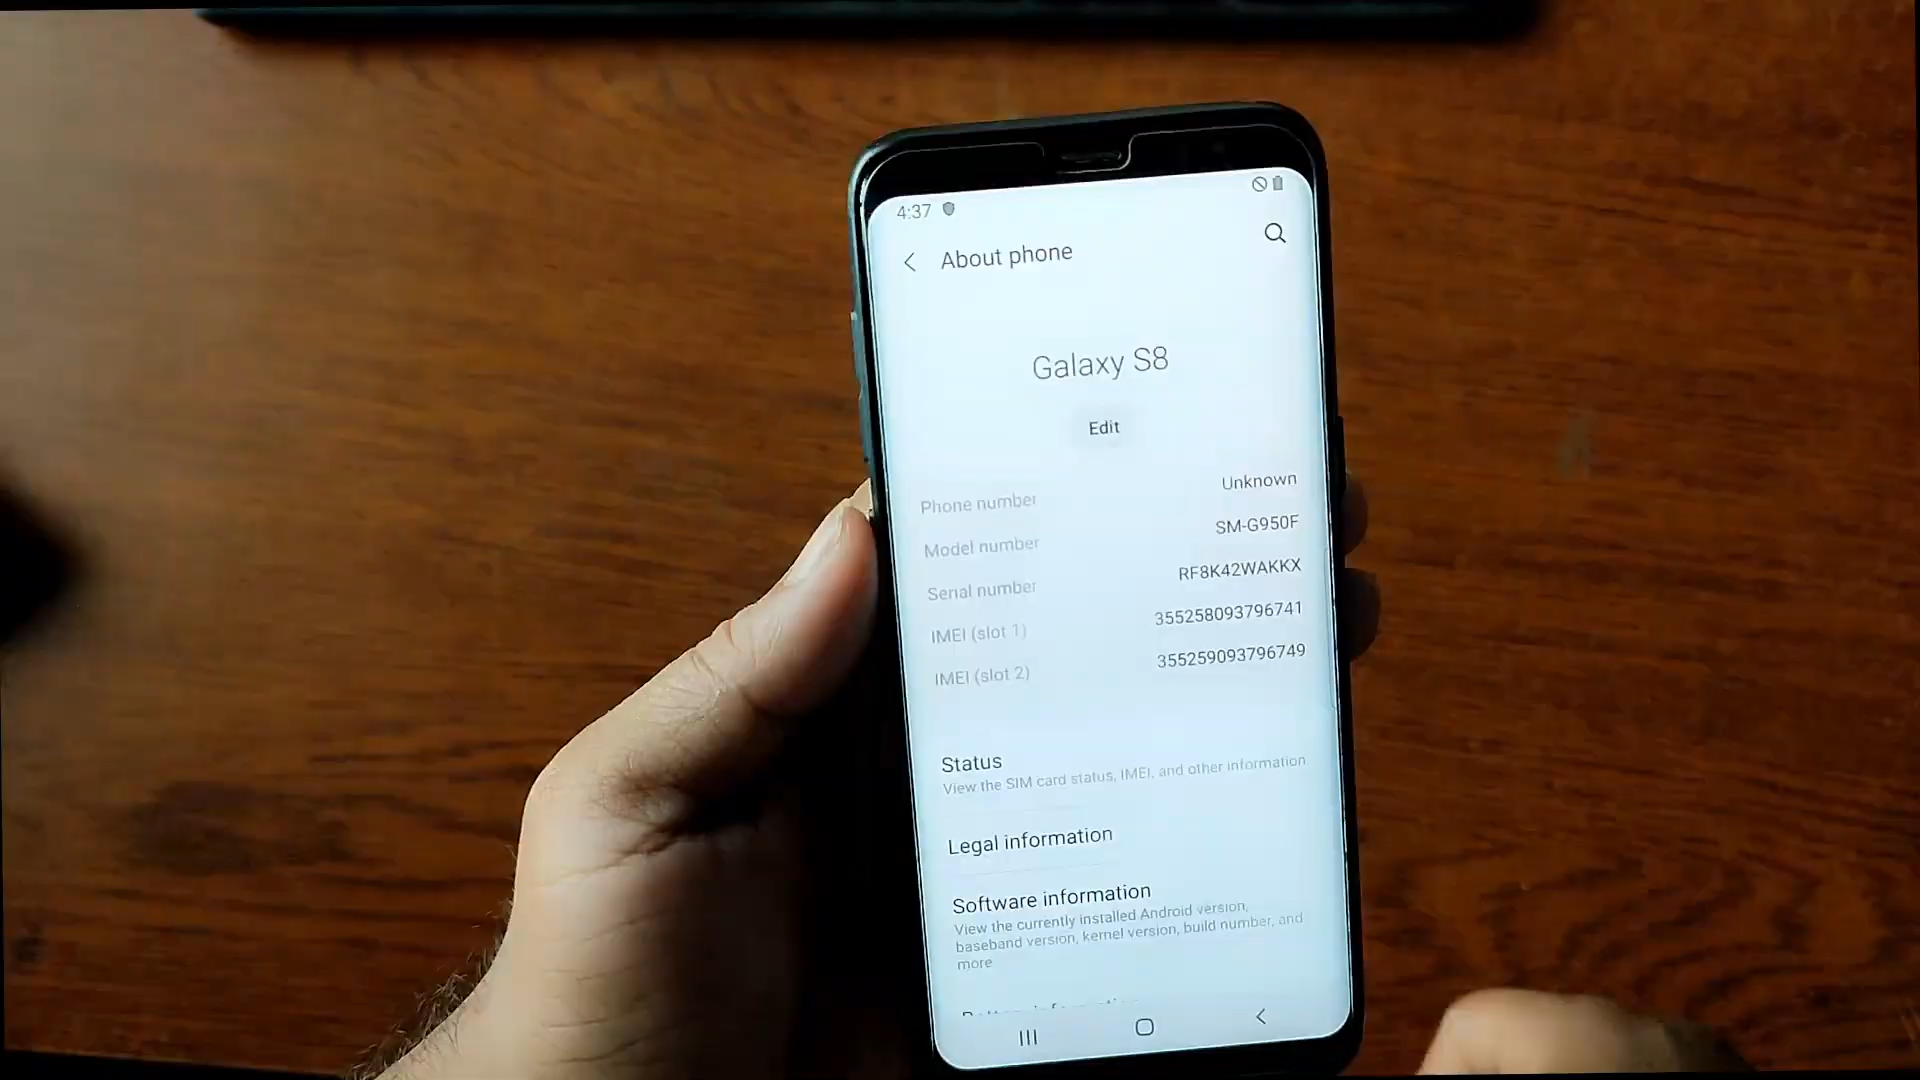 4:37
About phone
Galaxy S8
Edit
Phone number Unknown
Model number SM-G950F
Serial number RF8K42WAKKX
IMEI (slot 1) 355258093796741
IMEI (slot 2) 355259093796749
Status
View the SIM card status, IMEI, and other information
Legal information
Software information
View the currently installed Android version,
baseband version, kernel version, build number, and
more